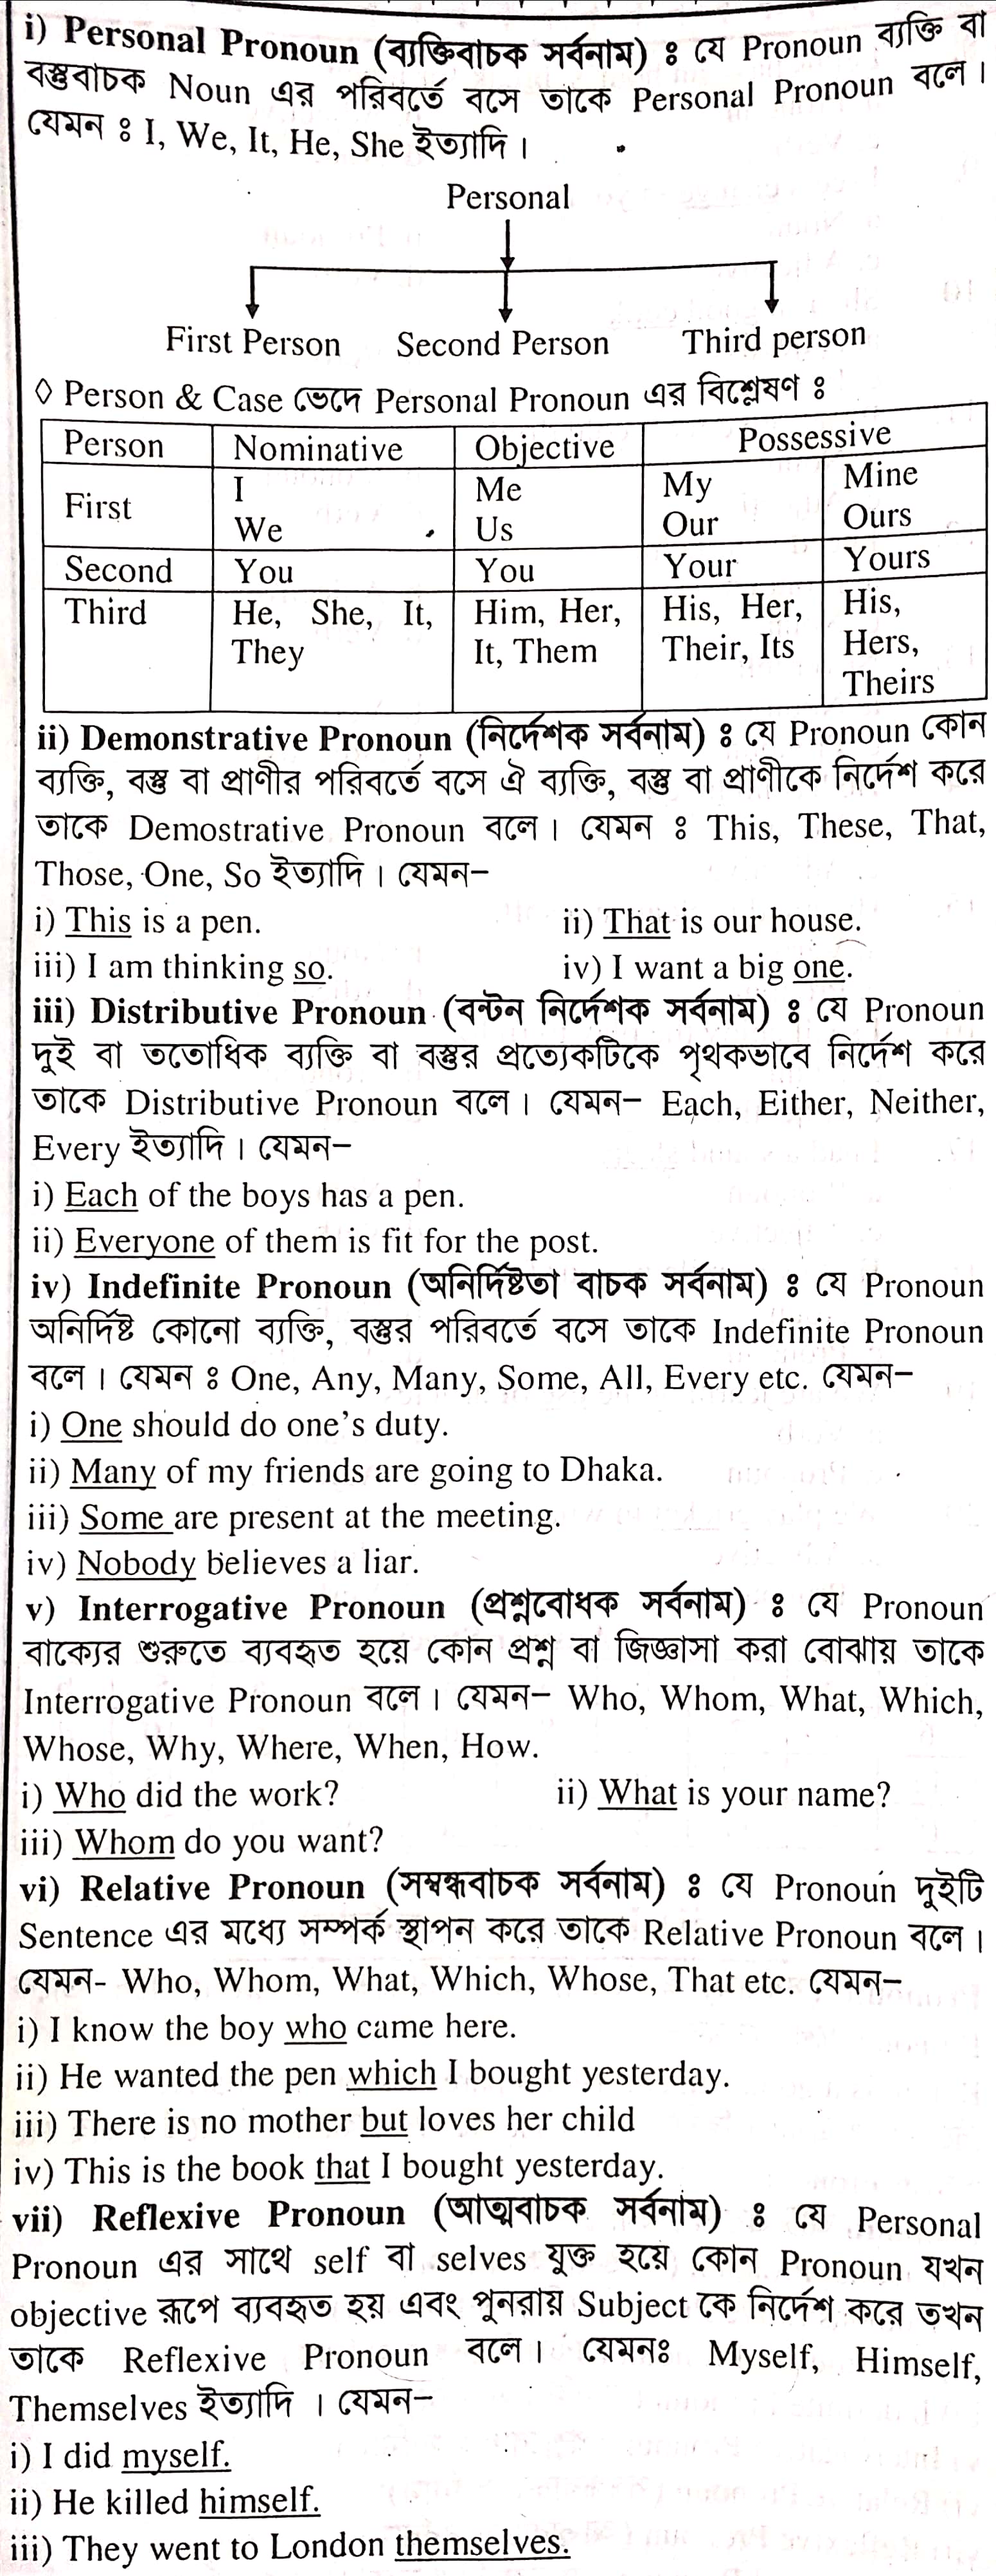 i) Personal Pronoun (ব্যক্তিবাচক সর্বনাম) ঃ যে Pronoun ব্যক্তি বা
বস্তুবাচক Noun এর পরিবর্তে বসে তাকে Personal Pronoun বলে।
যেমন ঃ I, We, It, He, She ইত্যাদি।
Personal
First Person Second Person Third person
◊ Person & Case ভেদে Personal Pronoun এর বিশ্লেষণ ঃ
Person Nominative Objective Possessive
First I Me My Mine
We Us Our Ours
Second You You Your Yours
Third He, She, It, Him, Her, His, Her, His,
They It, Them Their, Its Hers,
Theirs
ii) Demonstrative Pronoun (নির্দেশক সর্বনাম) ঃ যে Pronoun কোন
ব্যক্তি, বস্তু বা প্রাণীর পরিবর্তে বসে ঐ ব্যক্তি, বস্তু বা প্রাণীকে নির্দেশ করে
তাকে Demostrative Pronoun বলে। যেমন ঃ This, These, That,
Those, One, So ইত্যাদি। যেমন–
i) This is a pen. ii) That is our house.
iii) I am thinking so. iv) I want a big one.
iii) Distributive Pronoun (বন্টন নির্দেশক সর্বনাম) ঃ যে Pronoun
দুই বা ততোধিক ব্যক্তি বা বস্তুর প্রত্যেকটিকে পৃথকভাবে নির্দেশ করে
তাকে Distributive Pronoun বলে। যেমন– Each, Either, Neither,
Every ইত্যাদি। যেমন–
i) Each of the boys has a pen.
ii) Everyone of them is fit for the post.
iv) Indefinite Pronoun (অনির্দিষ্টতা বাচক সর্বনাম) ঃ যে Pronoun
অনির্দিষ্ট কোনো ব্যক্তি, বস্তুর পরিবর্তে বসে তাকে Indefinite Pronoun
বলে। যেমন ঃ One, Any, Many, Some, All, Every etc. যেমন–
i) One should do one's duty.
ii) Many of my friends are going to Dhaka.
iii) Some are present at the meeting.
iv) Nobody believes a liar.
v) Interrogative Pronoun (প্রশ্নবোধক সর্বনাম) ঃ যে Pronoun
বাক্যের শুরুতে ব্যবহৃত হয়ে কোন প্রশ্ন বা জিজ্ঞাসা করা বোঝায় তাকে
Interrogative Pronoun বলে। যেমন– Who, Whom, What, Which,
Whose, Why, Where, When, How.
i) Who did the work? ii) What is your name?
iii) Whom do you want?
vi) Relative Pronoun (সম্বন্ধবাচক সর্বনাম) ঃ যে Pronoun দুইটি
Sentence এর মধ্যে সম্পর্ক স্থাপন করে তাকে Relative Pronoun বলে।
যেমন- Who, Whom, What, Which, Whose, That etc. যেমন–
i) I know the boy who came here.
ii) He wanted the pen which I bought yesterday.
iii) There is no mother but loves her child
iv) This is the book that I bought yesterday.
vii) Reflexive Pronoun (আত্মবাচক সর্বনাম) ঃ যে Personal
Pronoun এর সাথে self বা selves যুক্ত হয়ে কোন Pronoun যখন
objective রূপে ব্যবহৃত হয় এবং পুনরায় Subject কে নির্দেশ করে তখন
তাকে Reflexive Pronoun বলে। যেমনঃ Myself, Himself,
Themselves ইত্যাদি । যেমন–
i) I did myself.
ii) He killed himself.
iii) They went to London themselves.